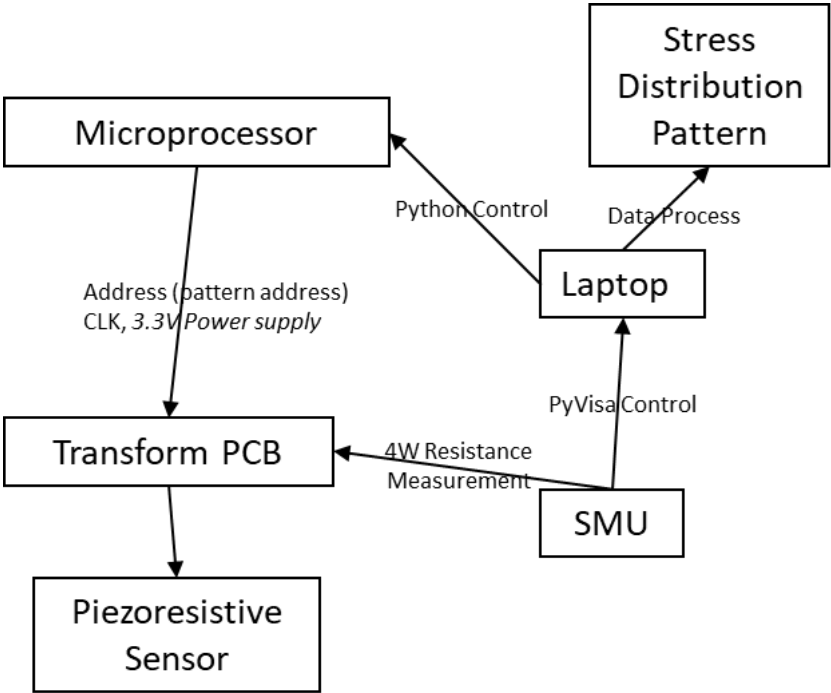 Stress
Distribution
Pattern
Microprocessor
Python Control
Data Process
Laptop
Address (pattern address)
CLK, 3.3V Power supply
PyVisa Control
Transform PCB
4W Resistance
Measurement
SMU
Piezoresistive
Sensor